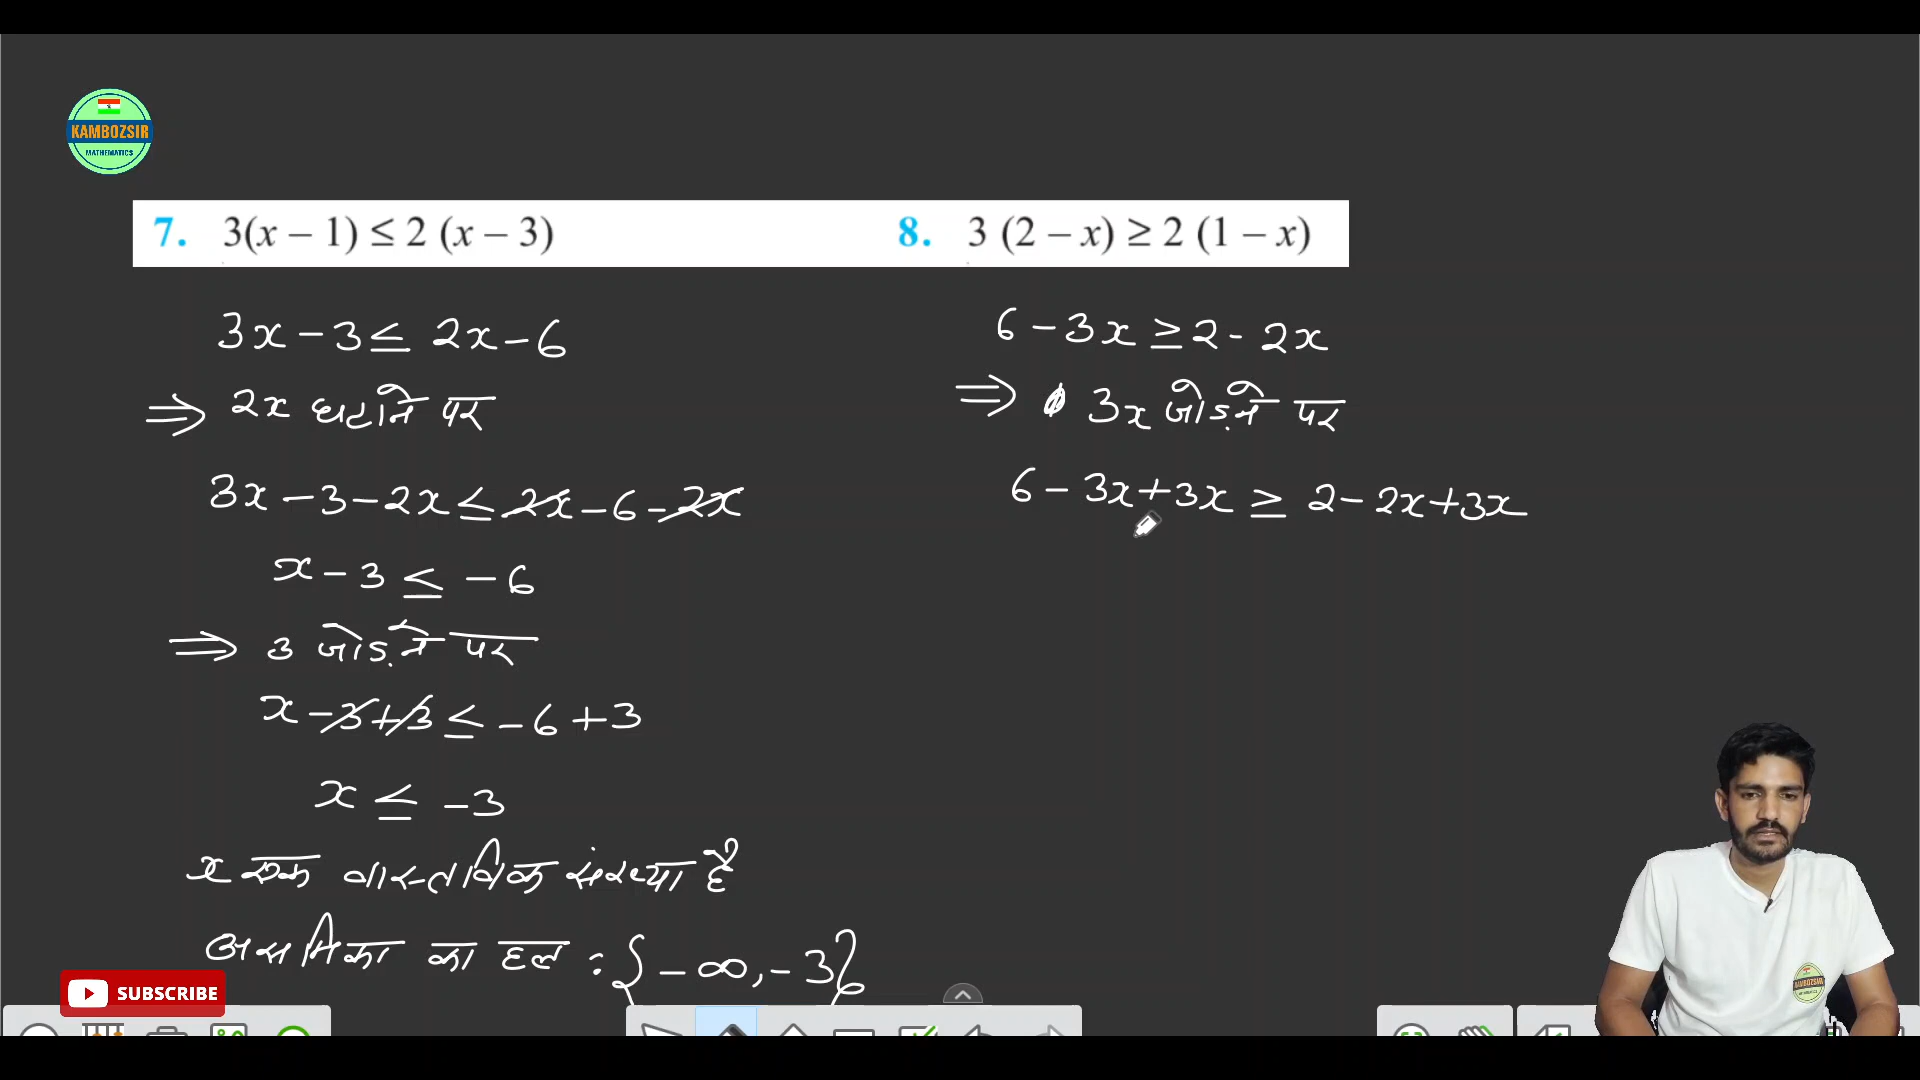 KAMBOZSIR
MATHEMATICS
7. 3(x – 1) ≤ 2 (x – 3)
8. 3 (2 – x) ≥ 2 (1 – x)
3x – 3 ≤ 2x – 6
⇒ 2x घटाने पर
3x – 3 – 2x ≤ 2x – 6 – 2x
x – 3 ≤ – 6
⇒ 3 जोड़ने पर
x – 3 + 3 ≤ – 6 + 3
x ≤ – 3
x एक वास्तविक संख्या है
असमिका का हल : {– ∞, – 3}
6 – 3x ≥ 2 - 2x
⇒ 3x जोड़ने पर
6 – 3x + 3x ≥ 2 – 2x + 3x
SUBSCRIBE
KAMBOZSIR